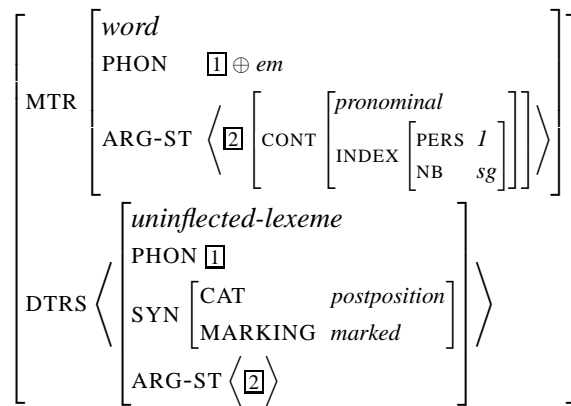 word
PHON 1 ⊕ em
MTR ARG-ST ⟨ 2 [CONT [pronominal
INDEX [PERS 1
NB sg]]] ⟩
uninflected-lexeme
PHON 1
DTRS ⟨ SYN [CAT postposition
MARKING marked]
ARG-ST ⟨ 2 ⟩ ⟩